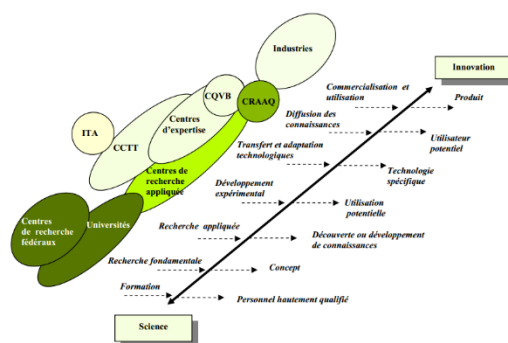 Industries
Innovation
CQVB
CRAAQ
Commercialisation et
utilisation
Produit
ITA
Centres
d'expertise
CCTT
Diffusion des
connaissances
Utilisateur
potentiel
Transfert et adaptation
technologiques
Technologie
spécifique
Centres de
recherche
appliquée
Développement
expérimental
Utilisation
potentielle
Centres
de recherche
fédéraux
Universités
Recherche appliquée
Découverte ou développement
de connaissances
Recherche fondamentale
Concept
Formation
Personnel hautement qualifié
Science